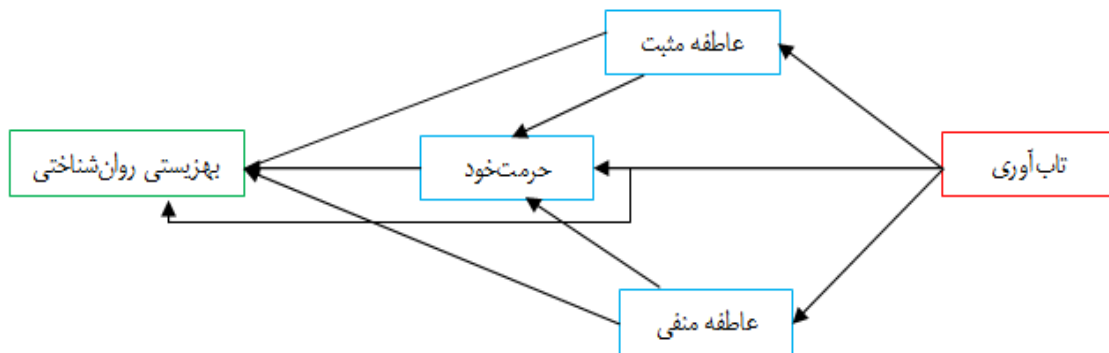 عاطفه مثبت
تاب‌آوری
حرمت‌خود
بهزیستی روان‌شناختی
عاطفه منفی